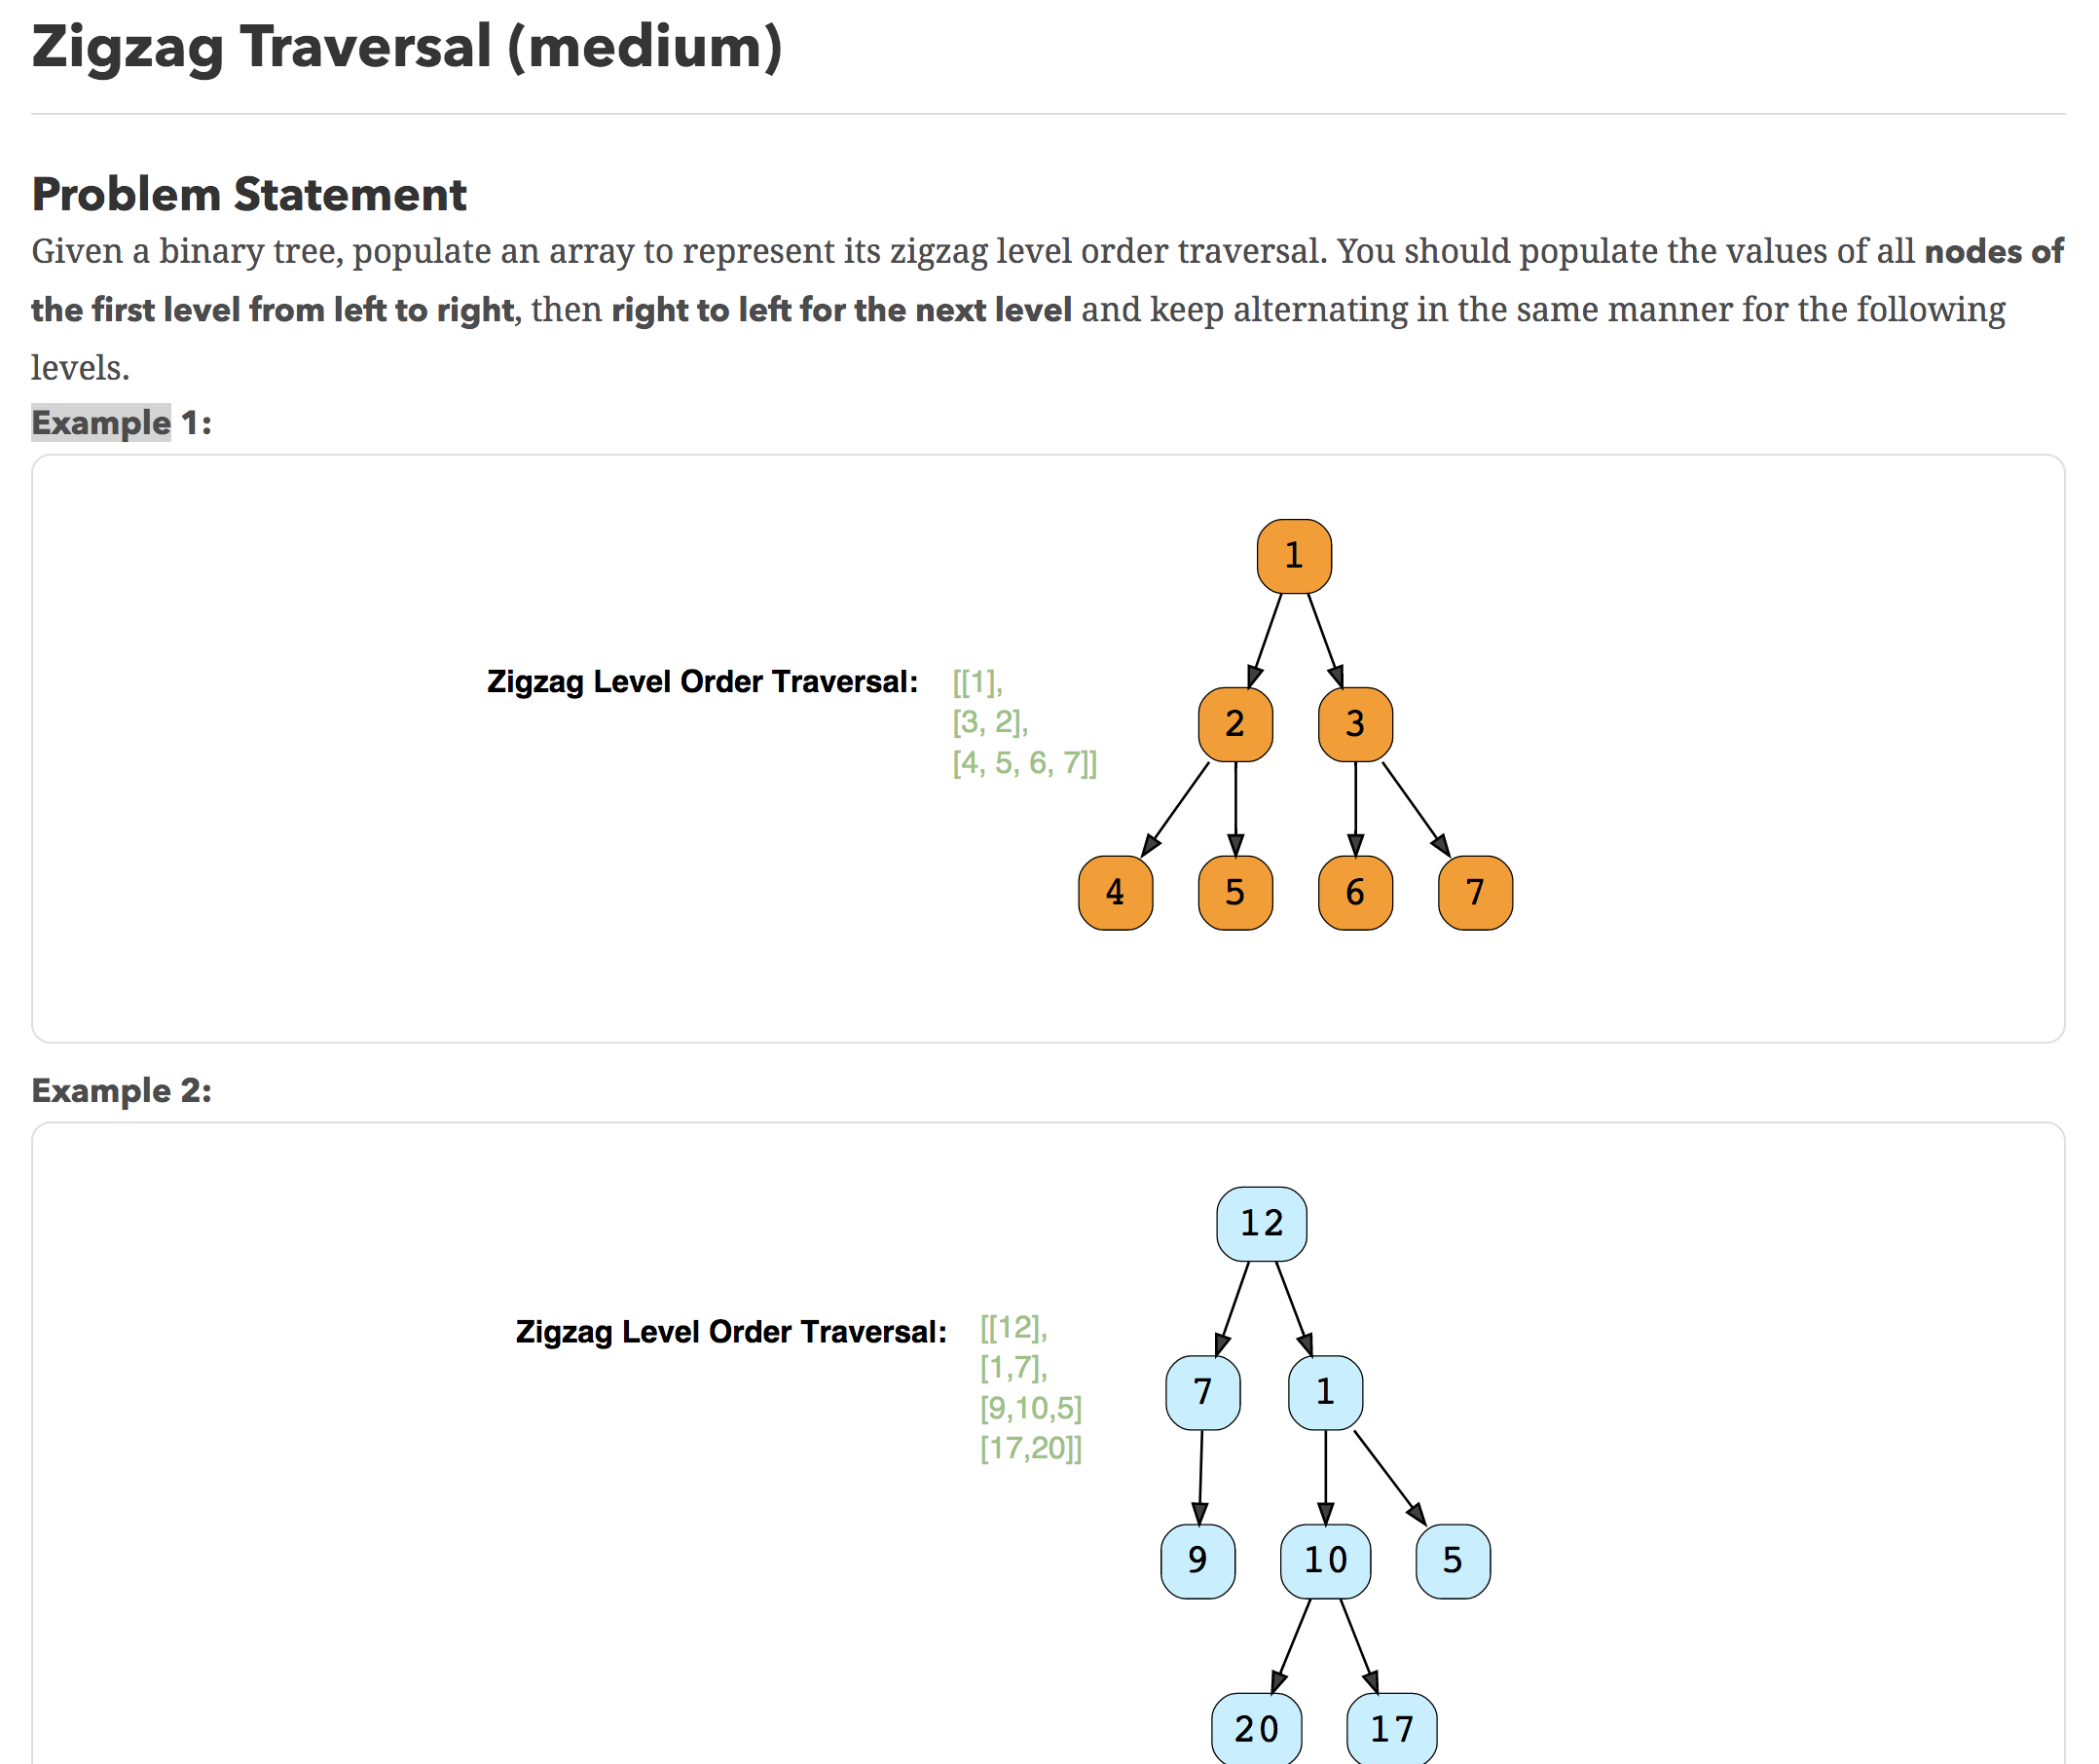 Zigzag Traversal (medium)
Problem Statement
Given a binary tree, populate an array to represent its zigzag level order traversal. You should populate the values of all nodes of
the first level from left to right, then right to left for the next level and keep alternating in the same manner for the following
levels.
Example 1:
1
Zigzag Level Order Traversal: [[1],
[3, 2],
[4, 5, 6, 7]]
2 3
4 5 6 7
Example 2:
12
Zigzag Level Order Traversal: [[12],
[1,7],
[9,10,5]
[17,20]]
7 1
9 10 5
20 17